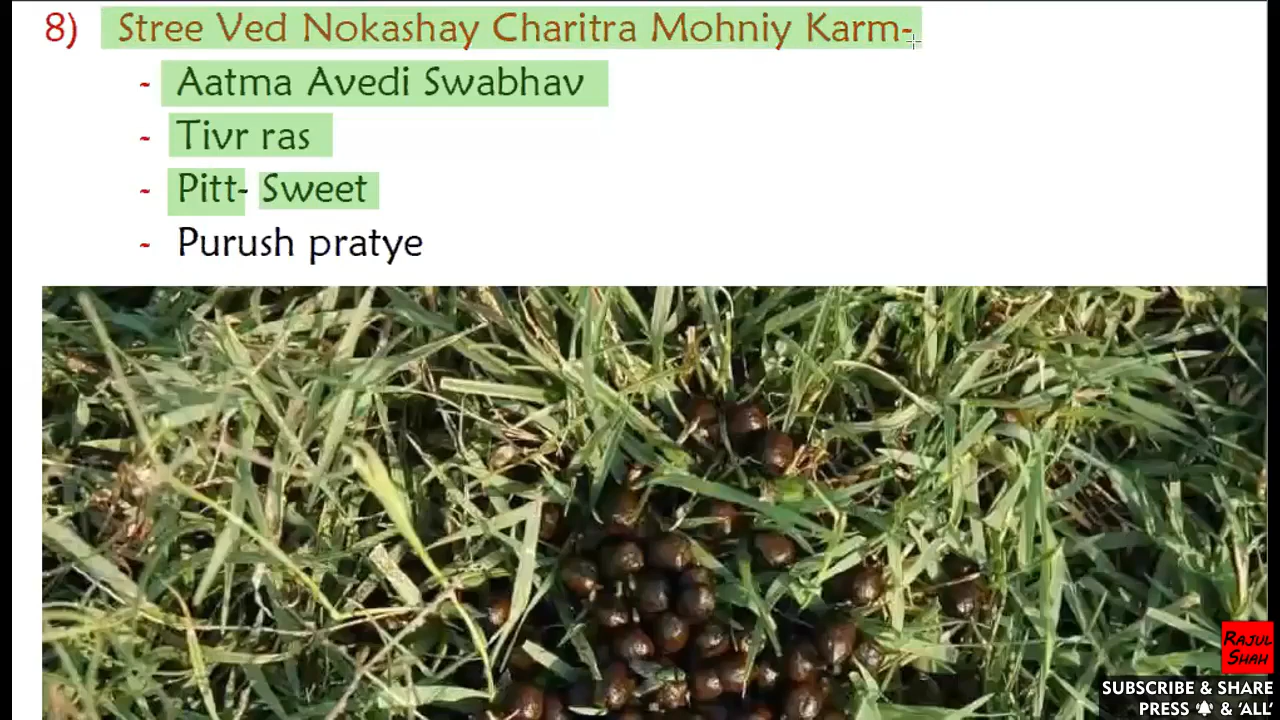 8) Stree Ved Nokashay Charitra Mohniy Karm-
- Aatma Avedi Swabhav
- Tivr ras
- Pitt- Sweet
- Purush pratye
RAJUL
SHAH
SUBSCRIBE & SHARE
PRESS & 'ALL'